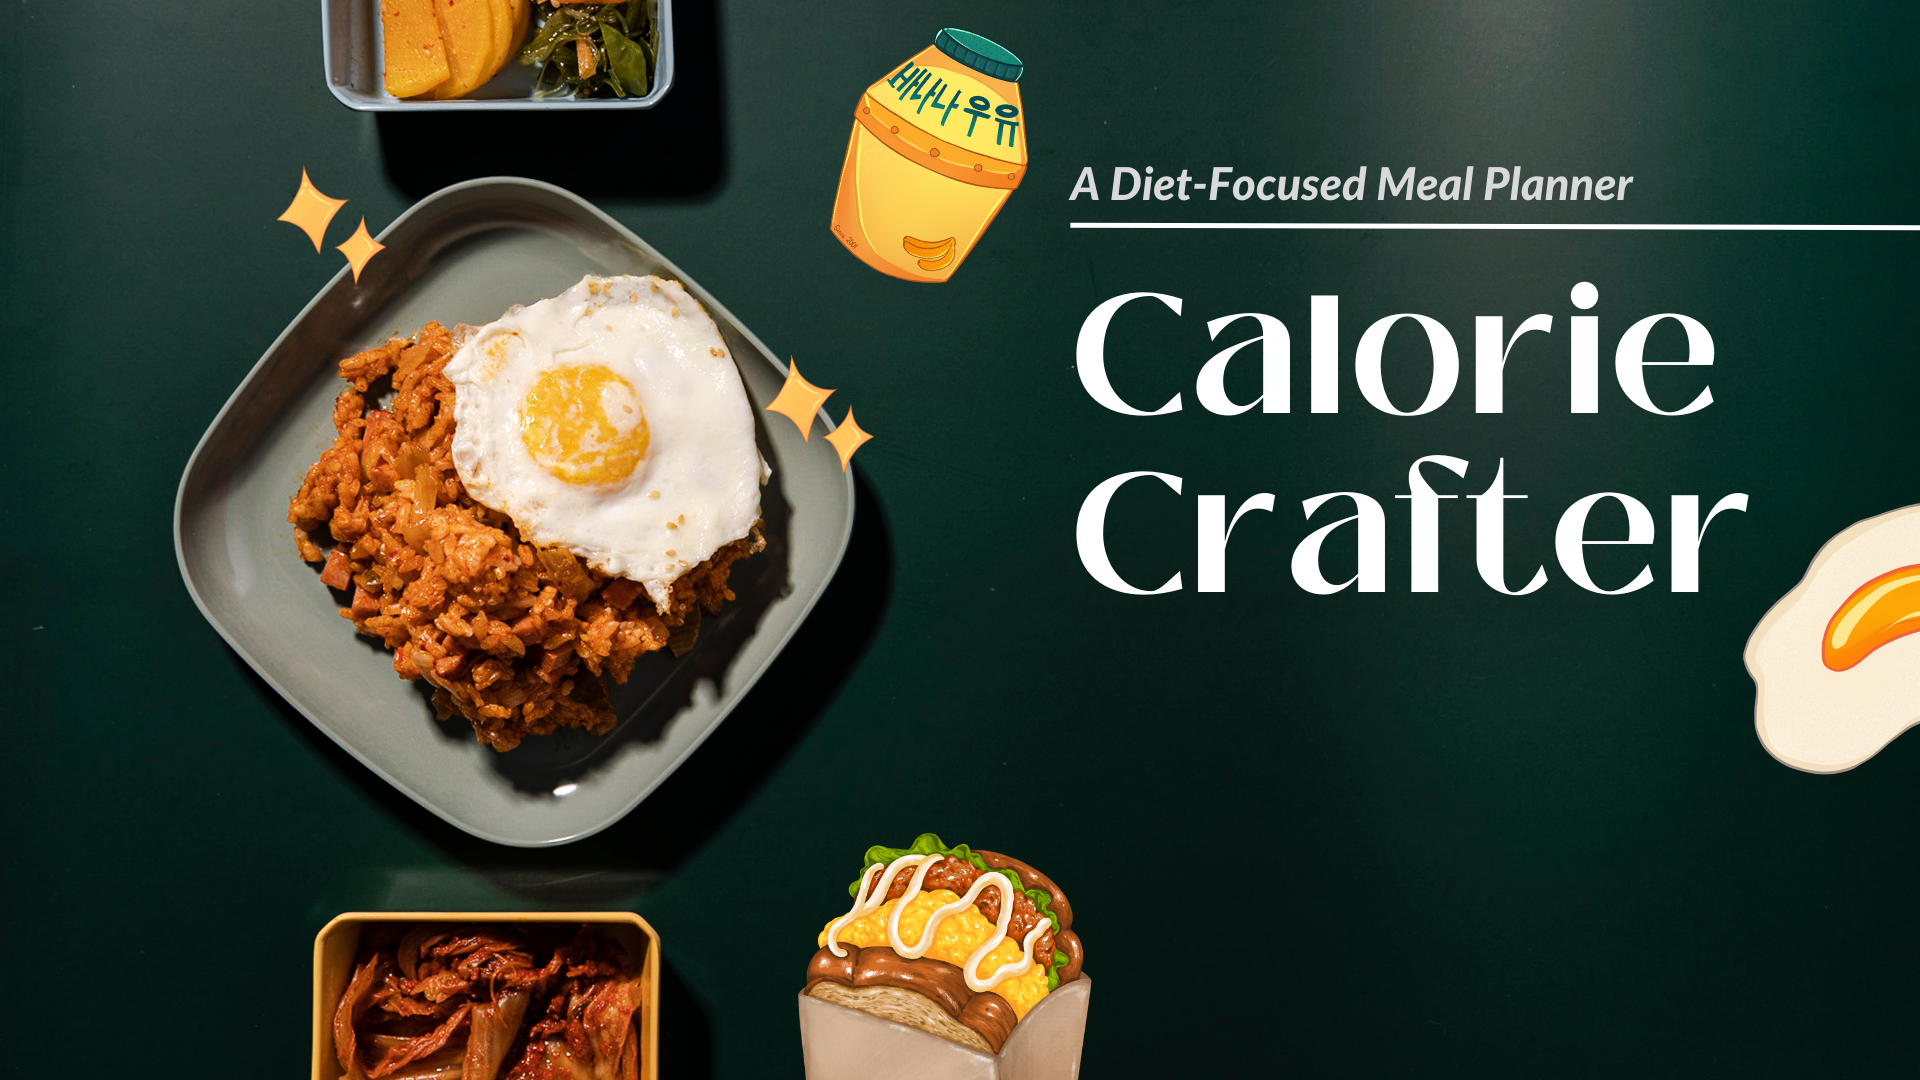 바나나우유
A Diet-Focused Meal Planner
Calorie
Crafter